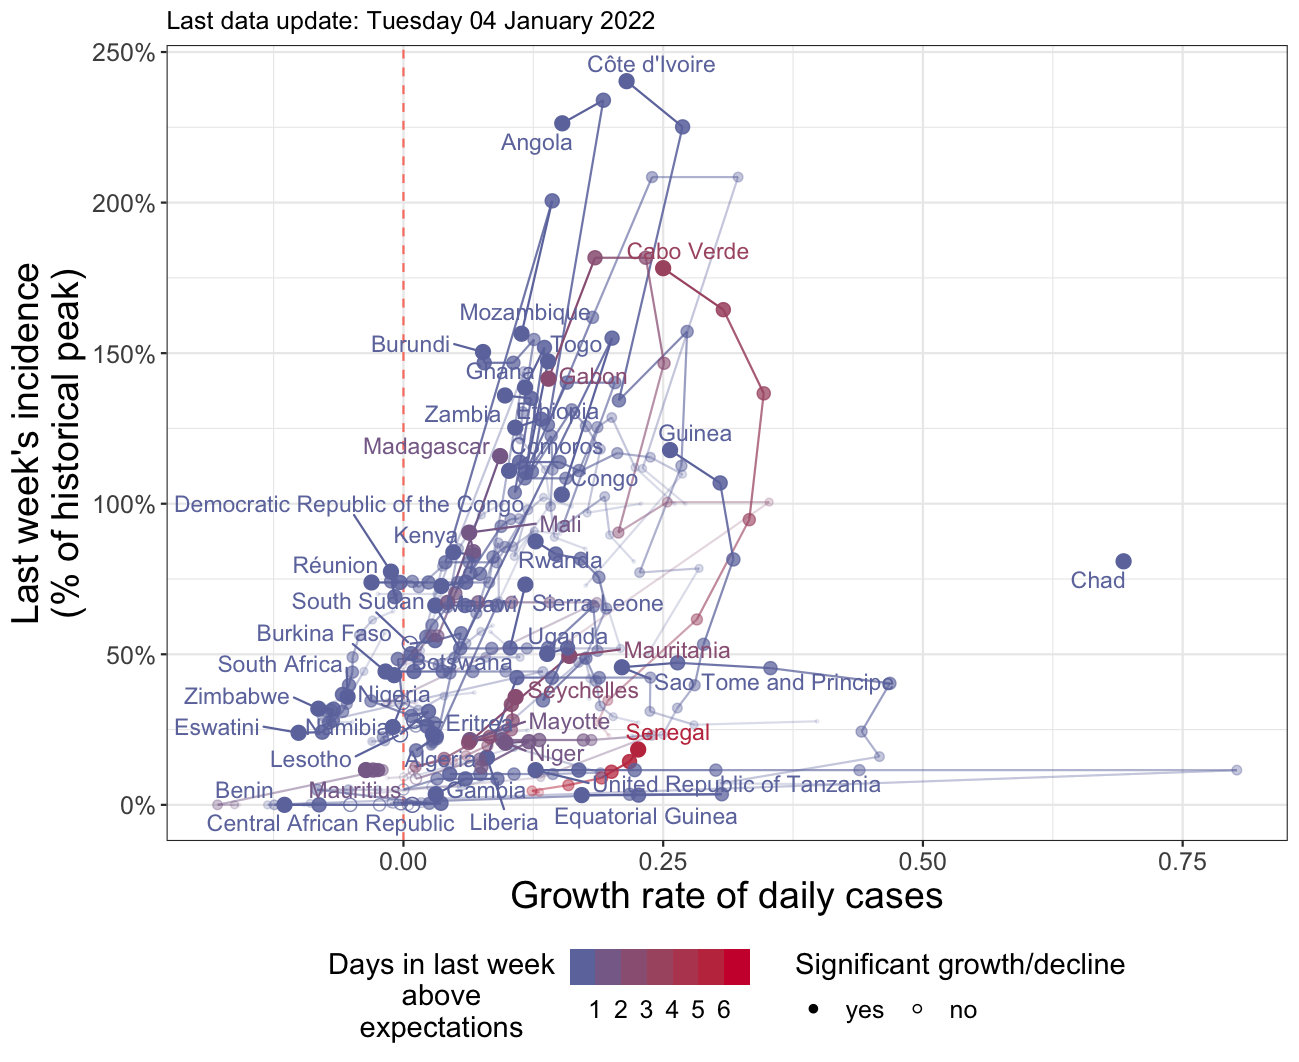 Last data update: Tuesday 04 January 2022
250%
200%
150%
100%
50%
0%
Last week's incidence
(% of historical peak)
Côte d'Ivoire
Angola
Cabo Verde
Mozambique
Burundi
Togo
Ghana
Gabon
Zambia
Ethiopia
Guinea
Madagascar
Comoros
Congo
Democratic Republic of the Congo
Mali
Kenya
Réunion
Rwanda
Chad
South Sudan
Malawi
Sierra Leone
Burkina Faso
Uganda
South Africa
Botswana
Mauritania
Zimbabwe
Nigeria
Seychelles
Sao Tome and Principe
Eswatini
Namibia
Eritrea
Mayotte
Senegal
Lesotho
Algeria
Niger
Benin
Mauritius
Gambia
United Republic of Tanzania
Central African Republic
Liberia
Equatorial Guinea
0.00
0.25
0.50
0.75
Growth rate of daily cases
Days in last week
above
expectations
1 2 3 4 5 6
Significant growth/decline
yes
no